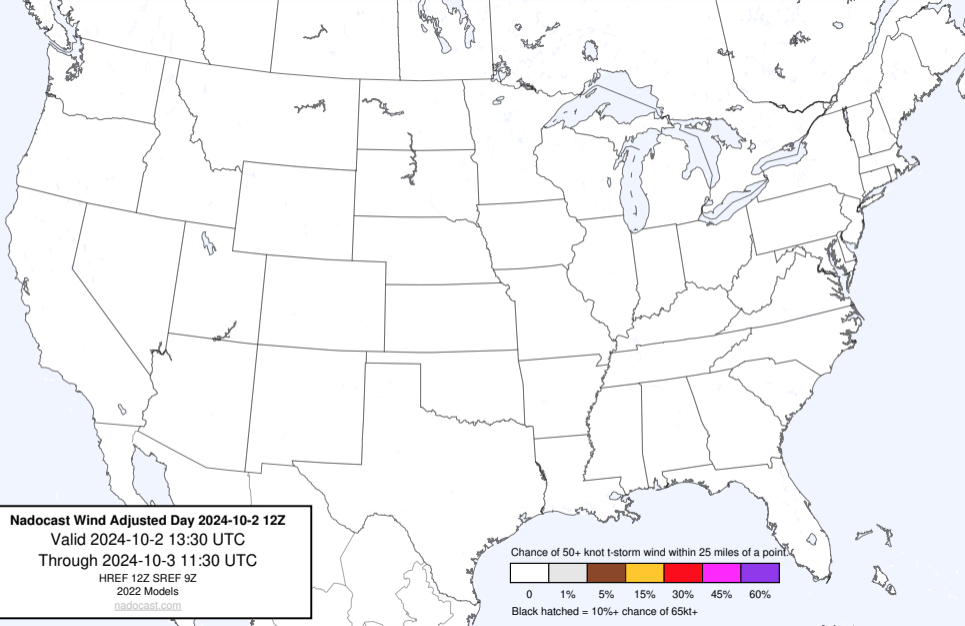 Nadocast Wind Adjusted Day 2024-10-2 12Z
Valid 2024-10-2 13:30 UTC
Through 2024-10-3 11:30 UTC
HREF 12Z SREF 9Z
2022 Models
nadocast.com
Chance of 50+ knot t-storm wind within 25 miles of a point.
0 1% 5% 15% 30% 45% 60%
Black hatched = 10%+ chance of 65kt+